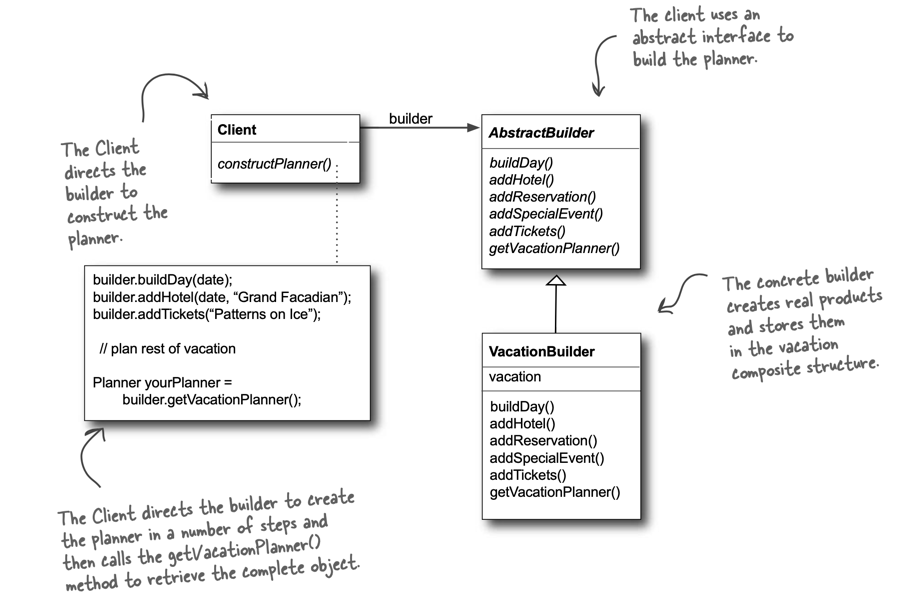 The client uses an
abstract interface to
build the planner.
builder
Client
constructPlanner()
AbstractBuilder
buildDay()
addHotel()
addReservation()
addSpecialEvent()
addTickets()
getVacationPlanner()
The Client
directs the
builder to
construct the
planner.
builder.buildDay(date);
builder.addHotel(date, “Grand Facadian”);
builder.addTickets(“Patterns on Ice”);
// plan rest of vacation
Planner yourPlanner =
builder.getVacationPlanner();
The concrete builder
creates real products
and stores them
in the vacation
composite structure.
VacationBuilder
vacation
buildDay()
addHotel()
addReservation()
addSpecialEvent()
addTickets()
getVacationPlanner()
The Client directs the builder to create
the planner in a number of steps and
then calls the getVacationPlanner()
method to retrieve the complete object.